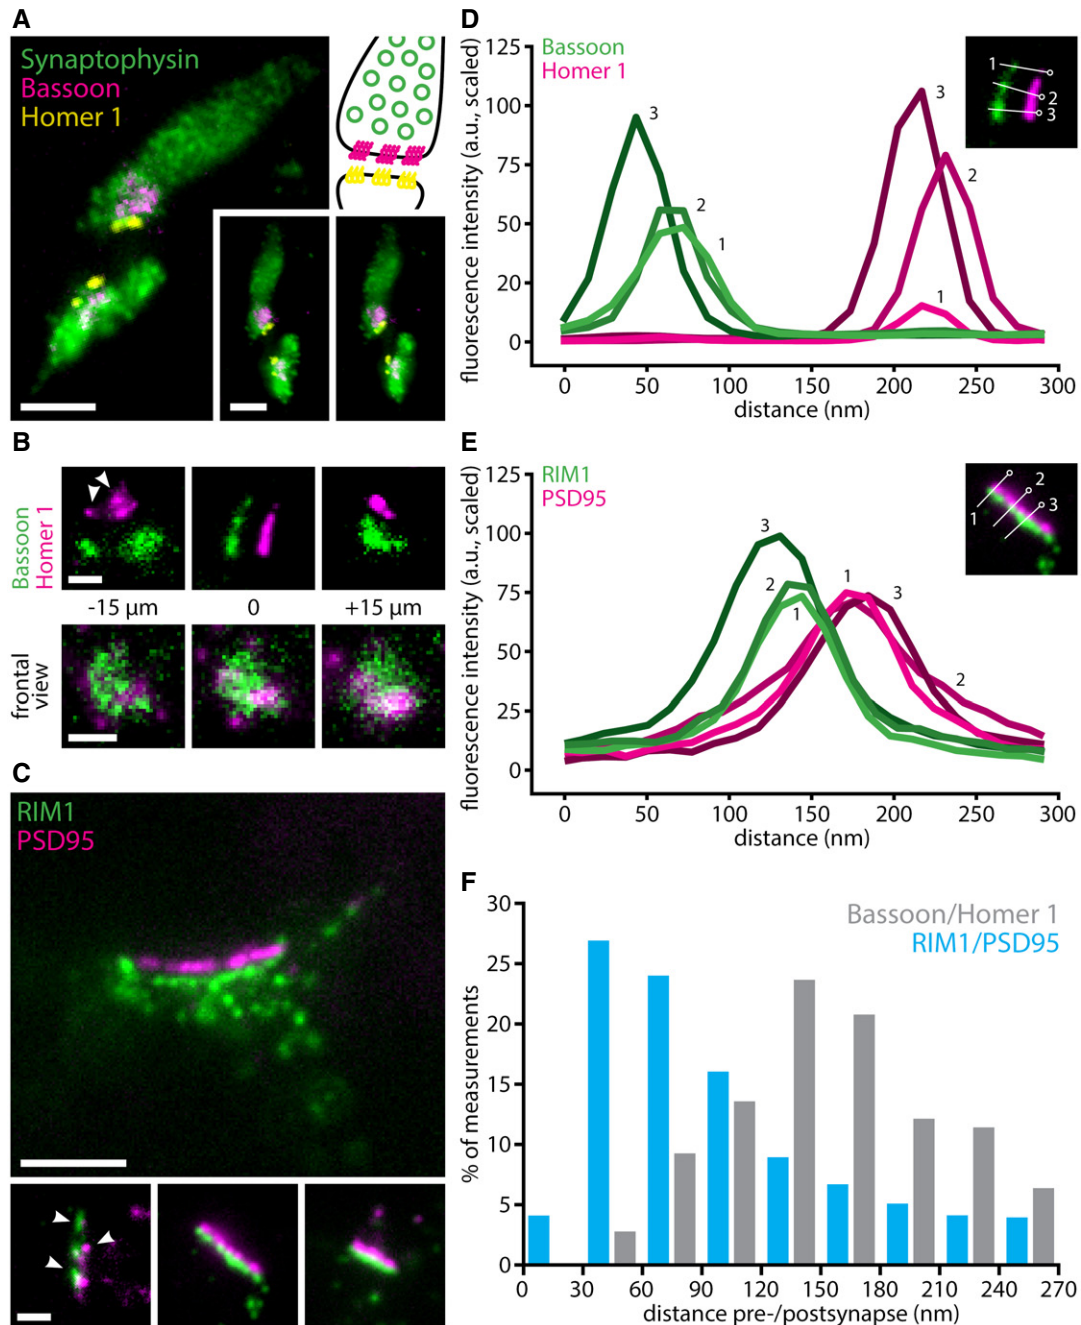 A
Synaptophysin
Bassoon
Homer 1
B
Bassoon
Homer 1
-15 µm
0
+15 µm
frontal
view
C
RIM1
PSD95
D
fluorescence intensity (a.u., scaled)
125
100
75
50
20
0
Bassoon
Homer 1
3
2
1
3
2
1
1
2
3
0
50
100
150
200
250
300
distance (nm)
E
fluorescence intensity (a.u., scaled)
125
100
75
50
25
0
RIM1
PSD95
3
2
1
1
3
2
2
3
1
0
50
100
150
200
250
300
distance (nm)
F
% of measurements
30
25
20
15
10
5
0
Bassoon/Homer 1
RIM1/PSD95
0
30
60
90
120
150
180
210
240
270
distance pre-/postsynapse (nm)